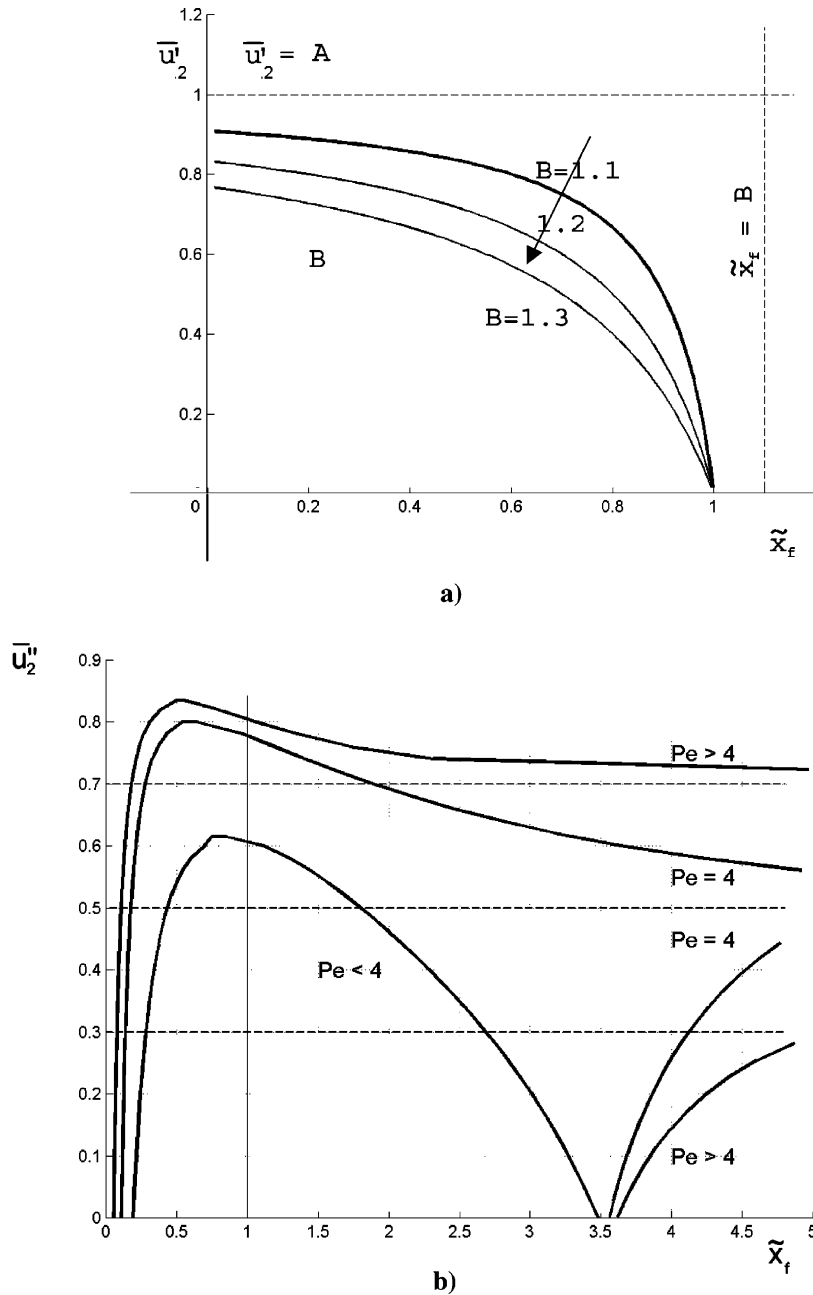 1.2
u̅'₂ u̅'₂ = A
1
B=1.1
0.8
1.2
x̃_f = B
0.6
B
B=1.3
0.4
0.2
0 0.2 0.4 0.6 0.8 1
x̃_f
a)
u̅₂''
0.9
0.8
Pe > 4
0.7
0.6
Pe = 4
0.5
Pe = 4
0.4
Pe < 4
0.3
0.2
0.1
Pe > 4
0
0 0.5 1 1.5 2 2.5 3 3.5 4 4.5 5
x̃_f
b)